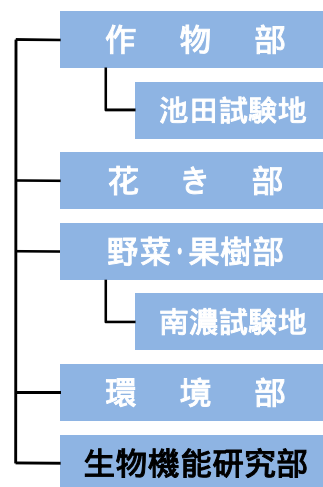 作物部
池田試験地
花き部
野菜・果樹部
南濃試験地
環境部
生物機能研究部